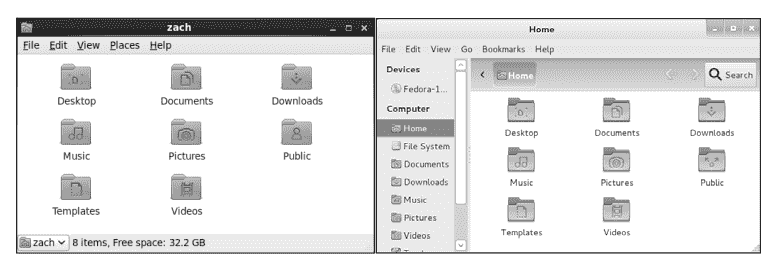 zach
File Edit View Places Help
Desktop Documents Downloads
Music Pictures Public
Templates Videos
zach 8 items, Free space: 32.2 GB
Home
File Edit View Go Bookmarks Help
Devices
Fedora-1...
Computer
Home
File System
Documents
Downloads
Music
Pictures
Videos
Home Search
Desktop Documents Downloads
Music Pictures Public
Templates Videos